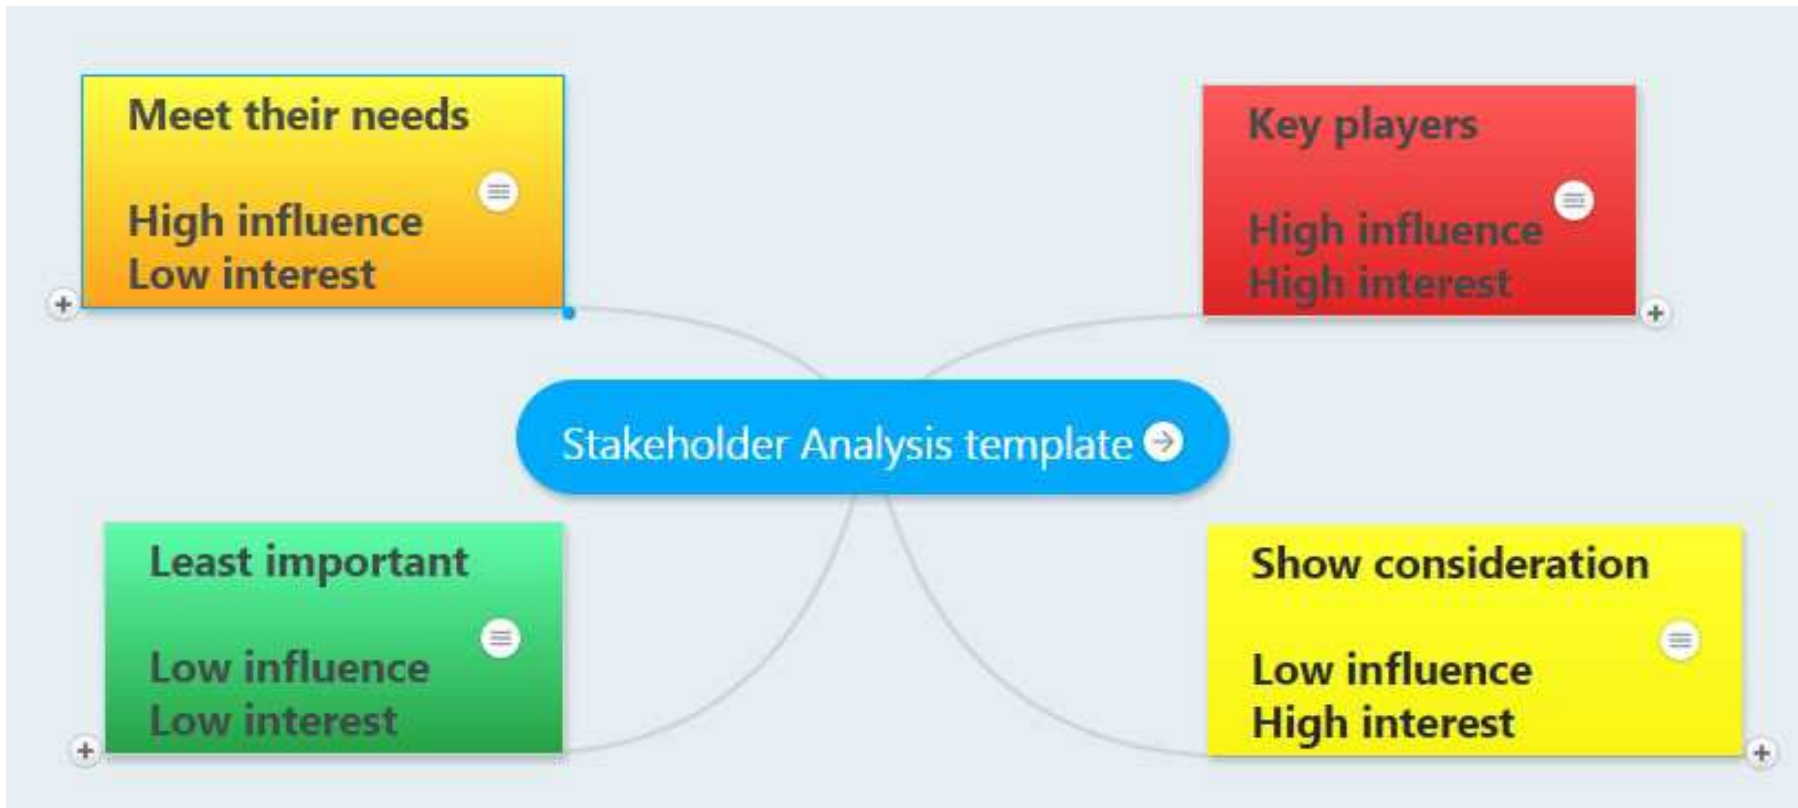 Meet their needs
High influence
Low interest
Key players
High influence
High interest
Stakeholder Analysis template
Least important
Low influence
Low interest
Show consideration
Low influence
High interest